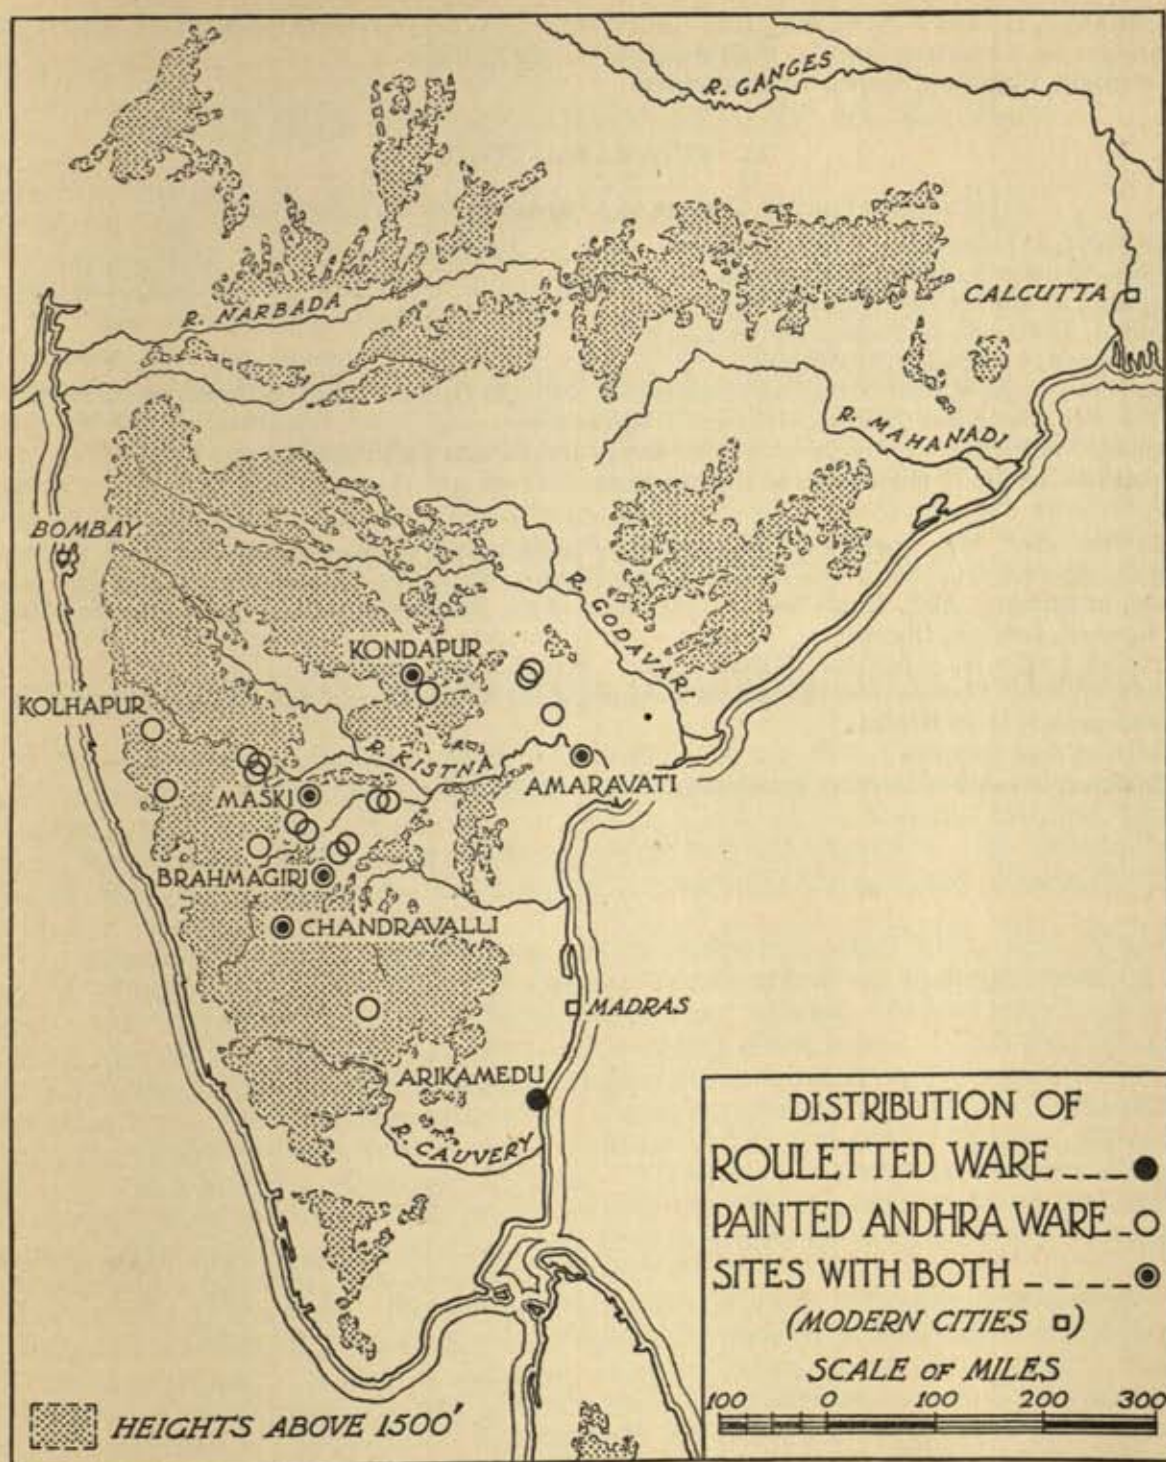 R. GANGES
R. NARBADA
CALCUTTA
R. MAHANADI
BOMBAY
R. GODAVARI
KONDAPUR
KOLHAPUR
R. KISTNA
AMARAVATI
MASKI
BRAHMAGIRI
CHANDRAVALLI
MADRAS
ARIKAMEDU
R. CAUVERY
DISTRIBUTION OF
ROULETTED WARE
PAINTED ANDHRA WARE
SITES WITH BOTH
(MODERN CITIES )
SCALE OF MILES
100 0 100 200 300
HEIGHTS ABOVE 1500'